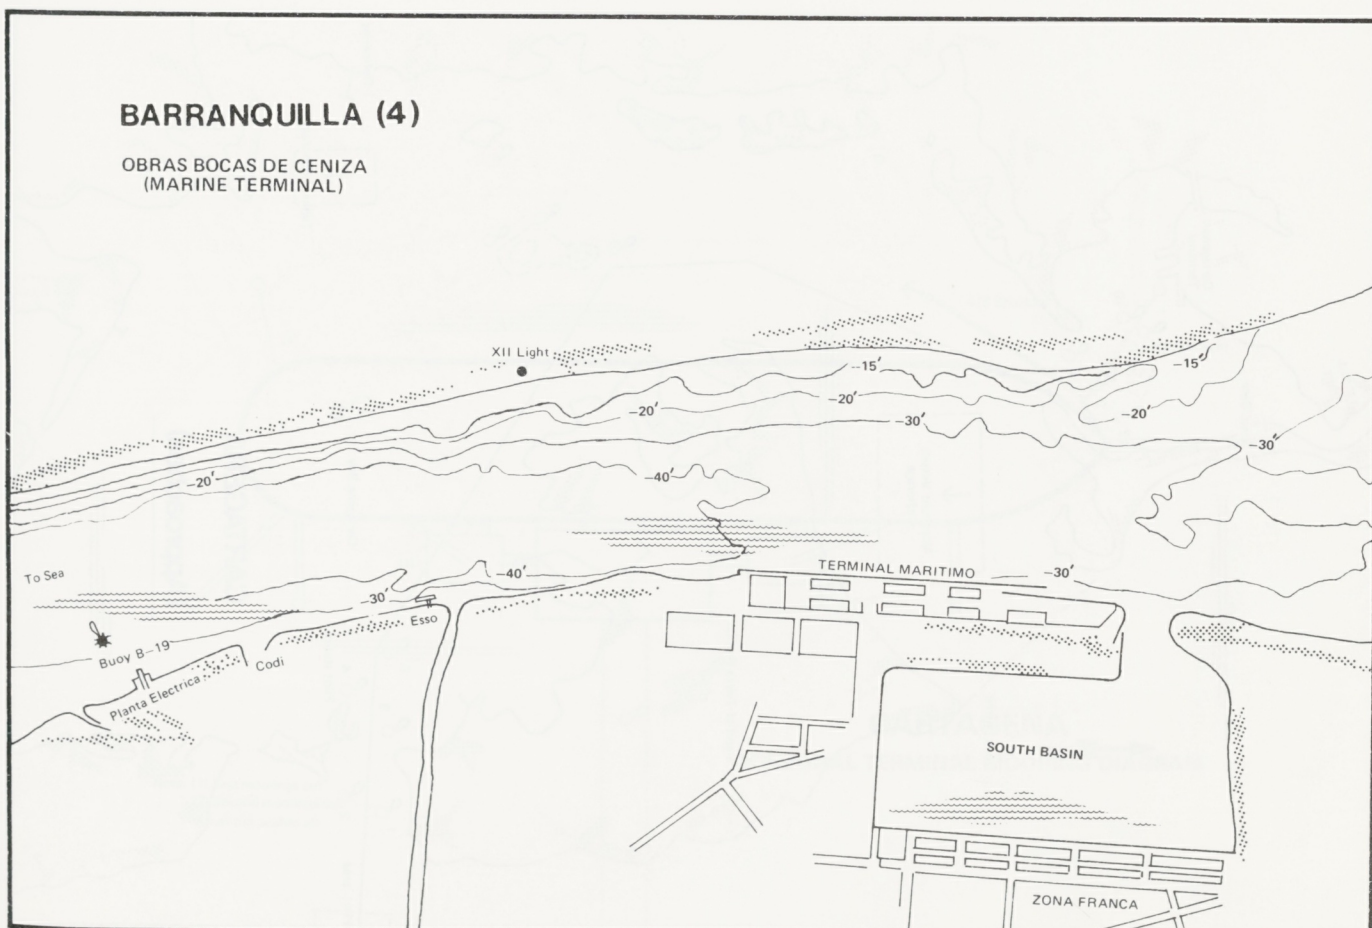 BARRANQUILLA (4)
OBRAS BOCAS DE CENIZA
(MARINE TERMINAL)
XII Light
--15'
--15'
--20'
--20'
--20'
--30'
--30'
--20'
--40'
To Sea
--40'
TERMINAL MARITIMO
--30'
--30'
Esso
Buoy B--19
Codi
Planta Electrica
SOUTH BASIN
ZONA FRANCA